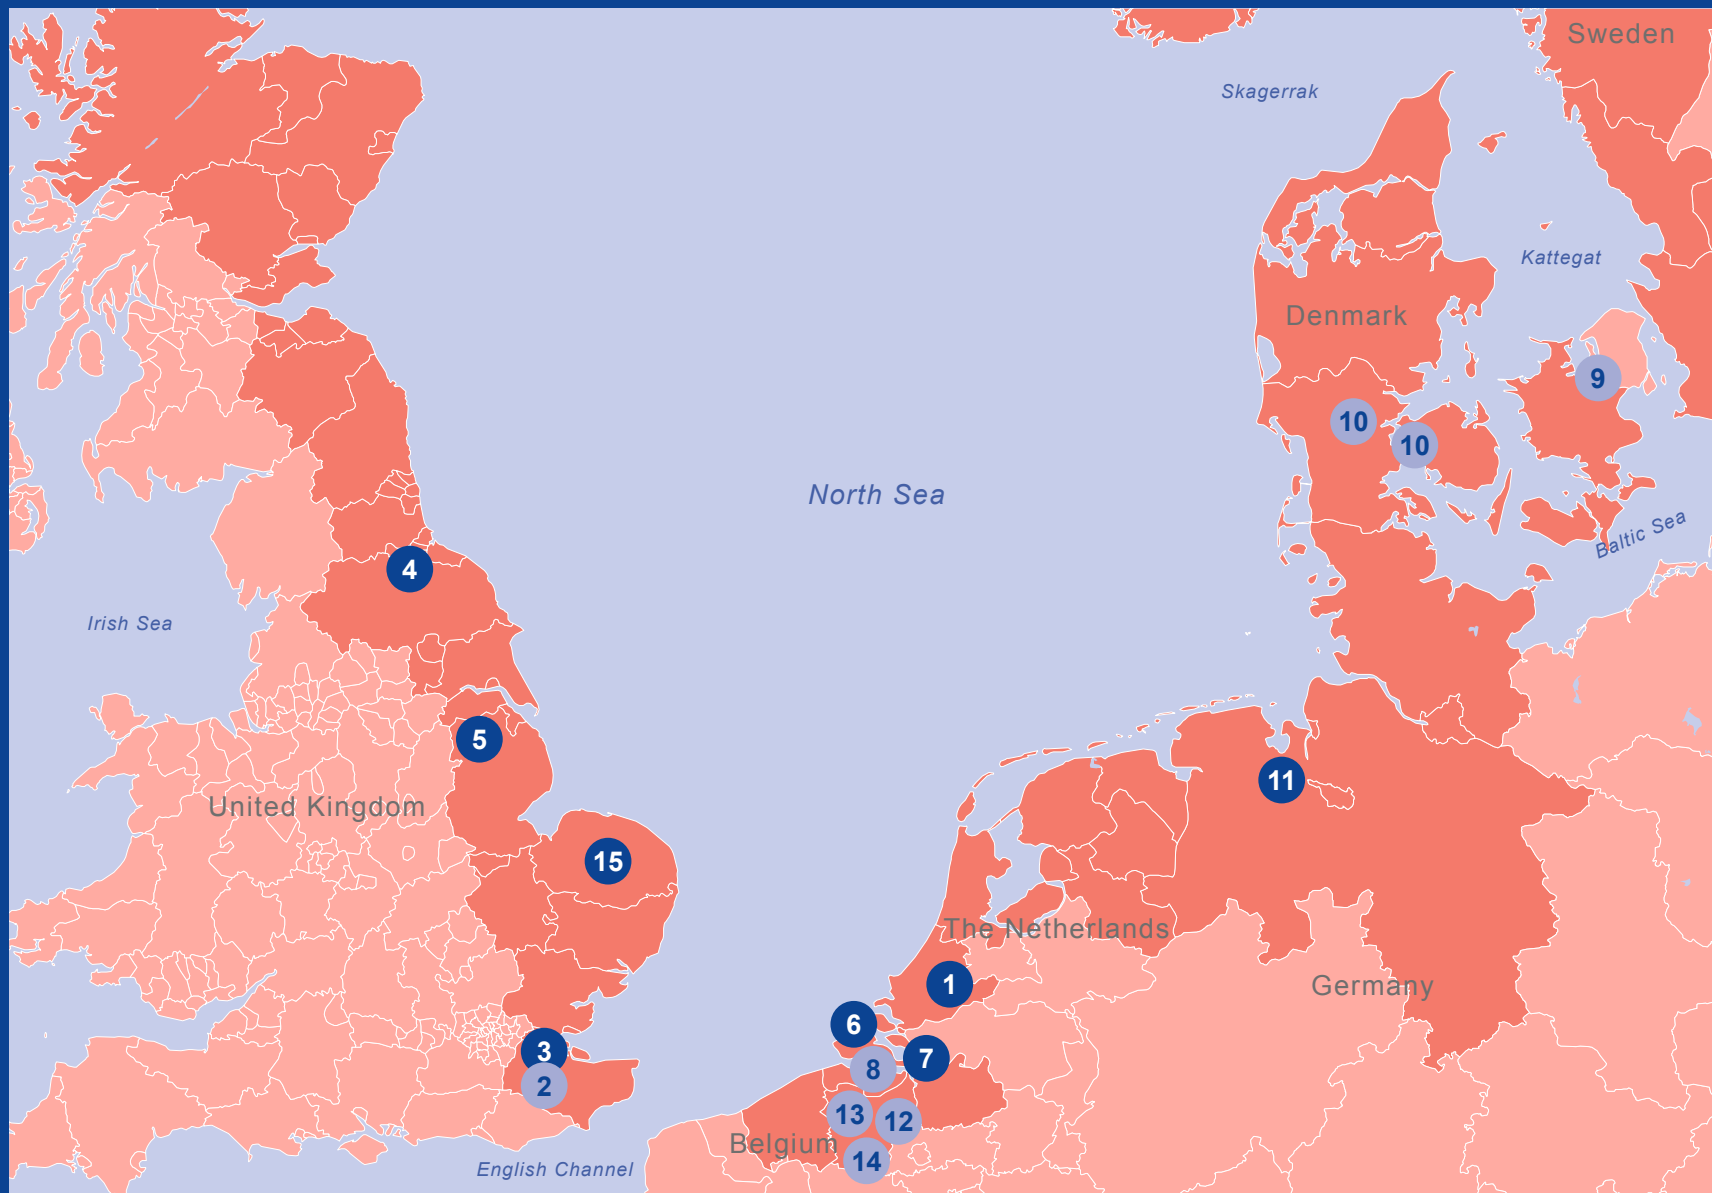 Sweden
Skagerrak
Kattegat
Denmark
9
10
10
North Sea
Baltic Sea
4
Irish Sea
5
11
United Kingdom
15
The Netherlands
1
Germany
6
3
7
8
2
13
12
Belgium
14
English Channel